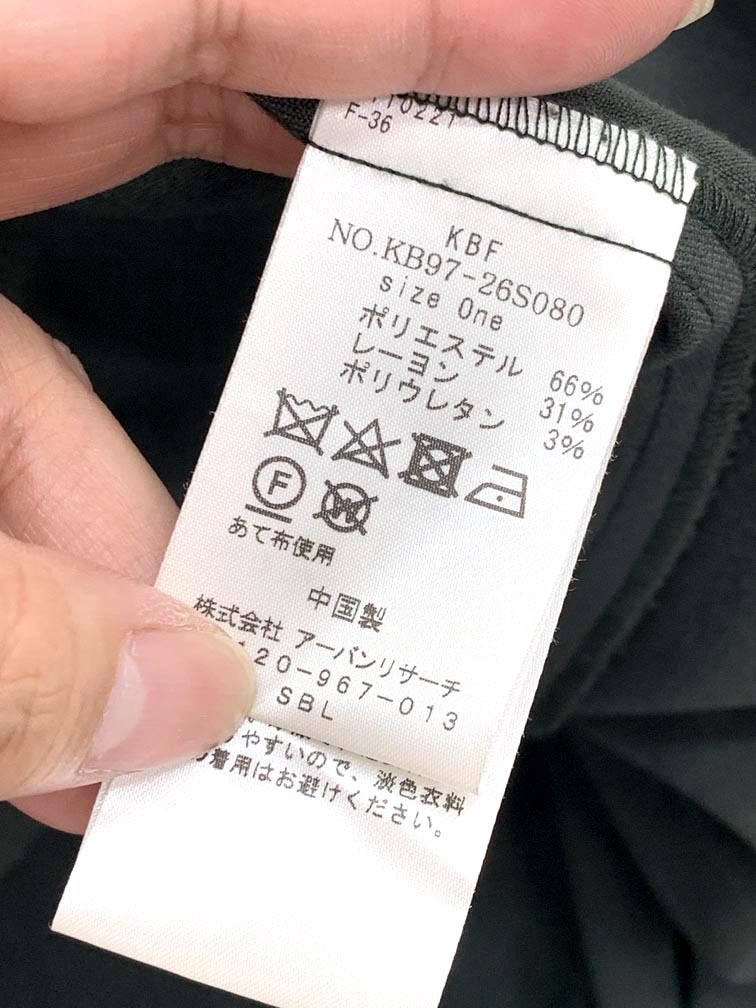 F-36
KBF
NO.KB97-26S080
size One
ポリエステル 66%
レーヨン 31%
ポリウレタン 3%
F W
あて布使用
中国製
株式会社 アーバンリサーチ
120-967-013
SBL
やすいので、淡色衣料
着用はお避けください。